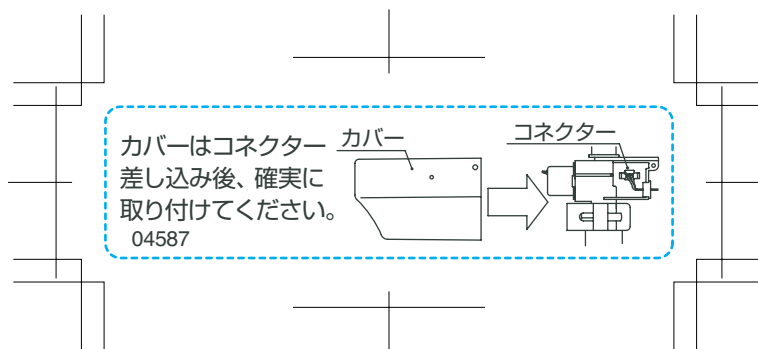 カバーはコネクター
差し込み後、確実に
取り付けてください。
04587
カバー
コネクター